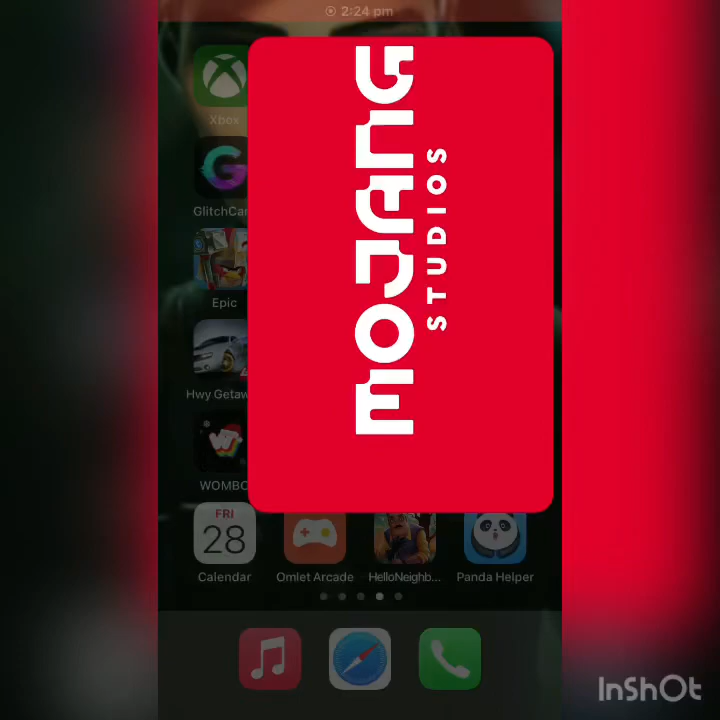 2:24 pm
Xbox
GlitchCa
Epic
Hwy Getaw
WOMBO
MOJANG
STUDIOS
FRI
28
Calendar
Omlet Arcade
HelloNeighb...
Panda Helper
InShOt